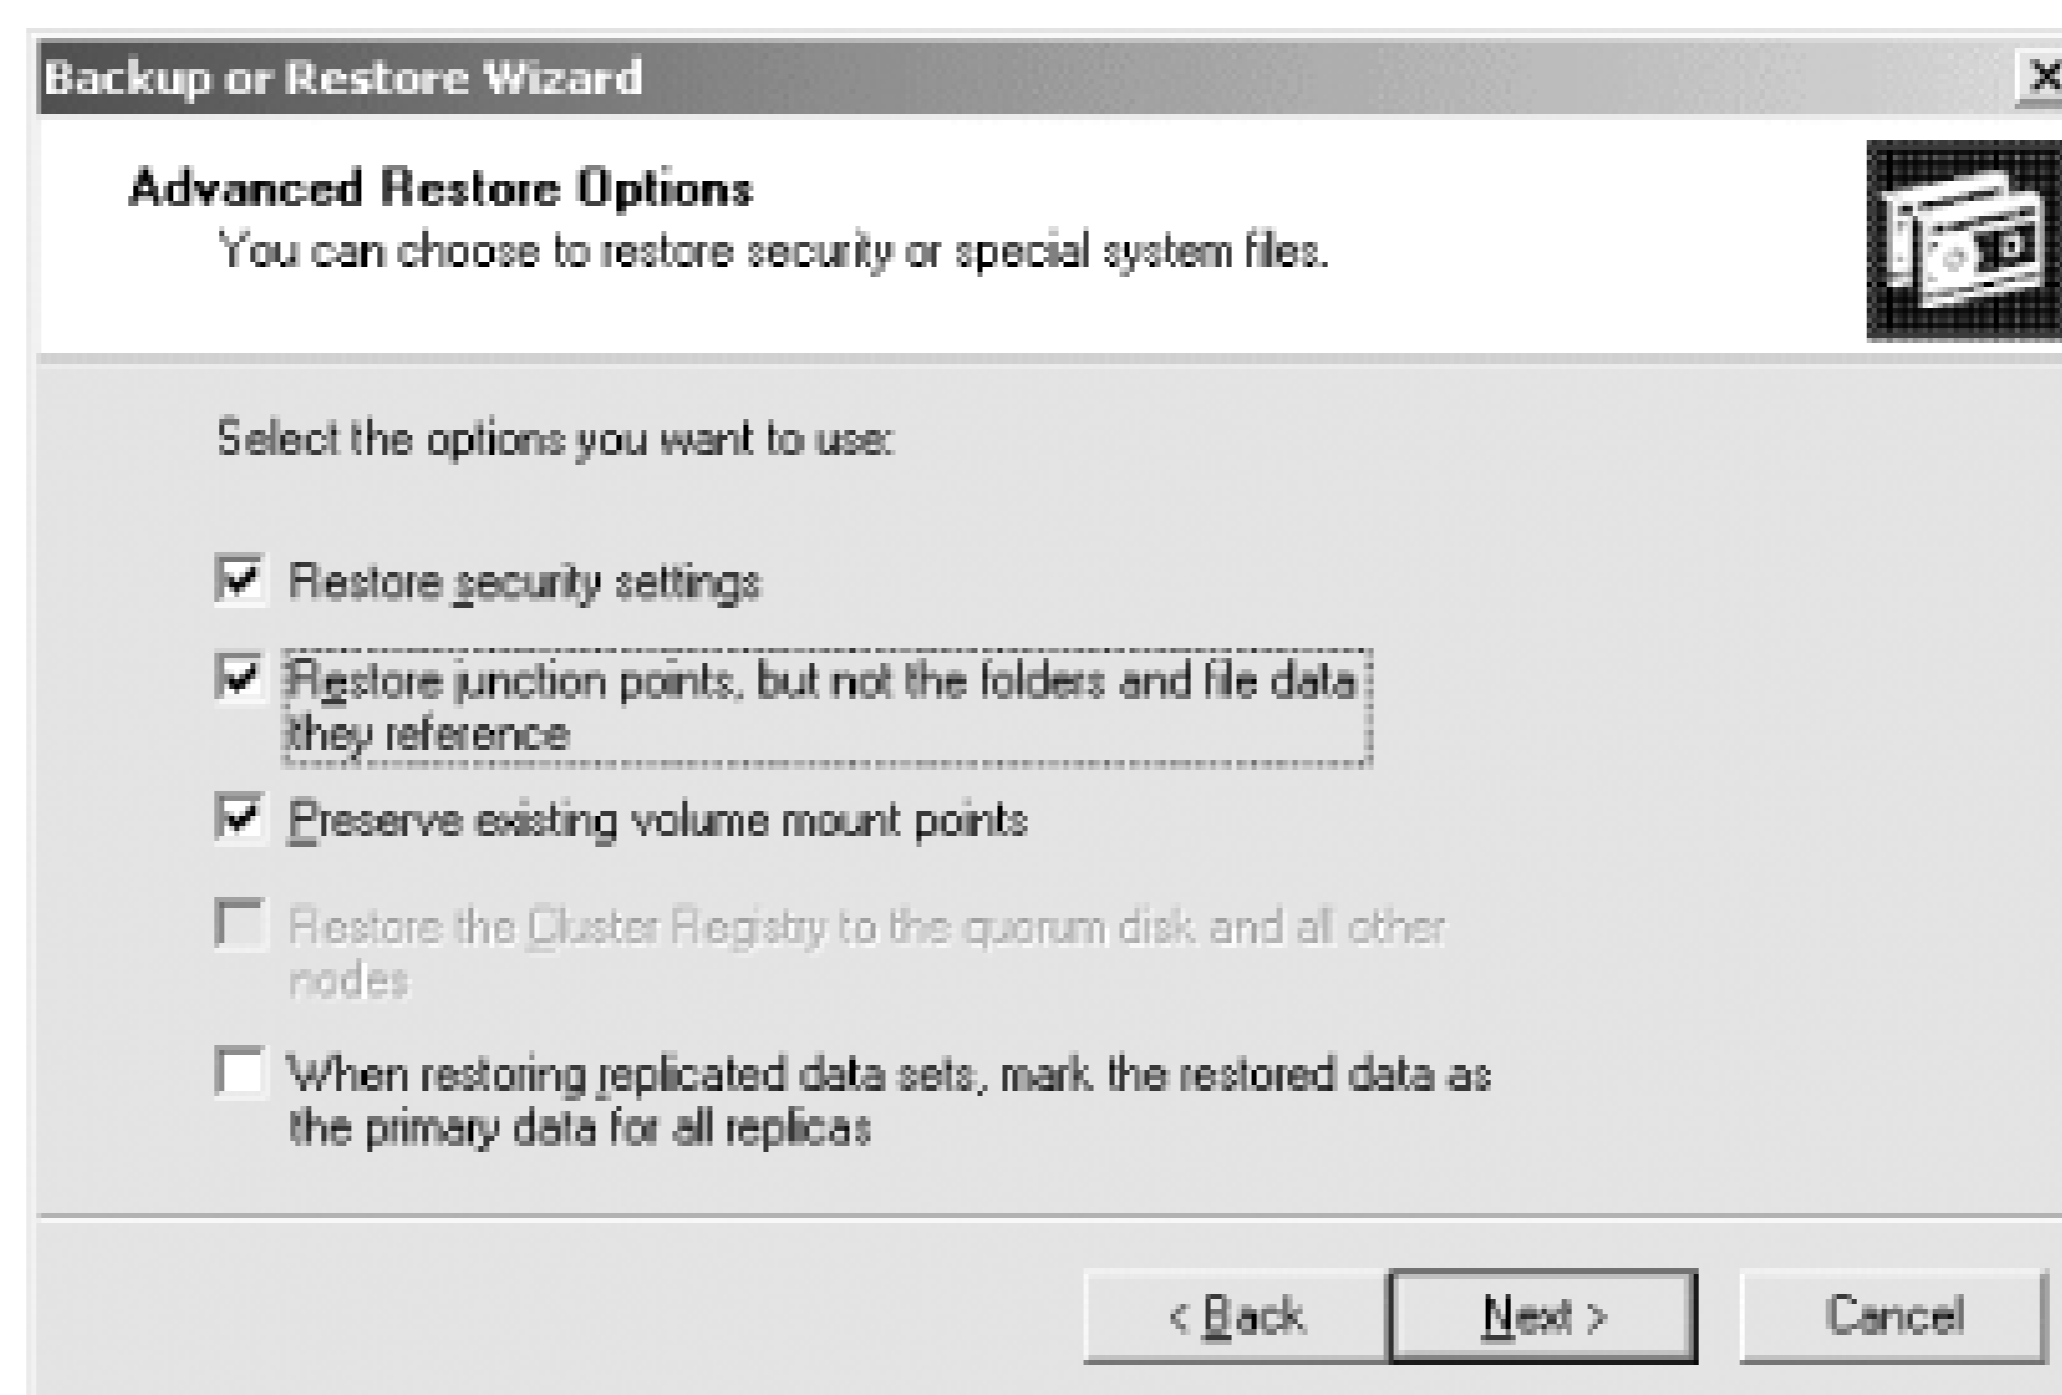 Backup or Restore Wizard
Advanced Restore Options
You can choose to restore security or special system files.
Select the options you want to use:
Restore security settings
Restore junction points, but not the folders and file data
they reference
Preserve existing volume mount points
Restore the Cluster Registry to the quorum disk and all other
nodes
When restoring replicated data sets, mark the restored data as
the primary data for all replicas
< Back Next > Cancel